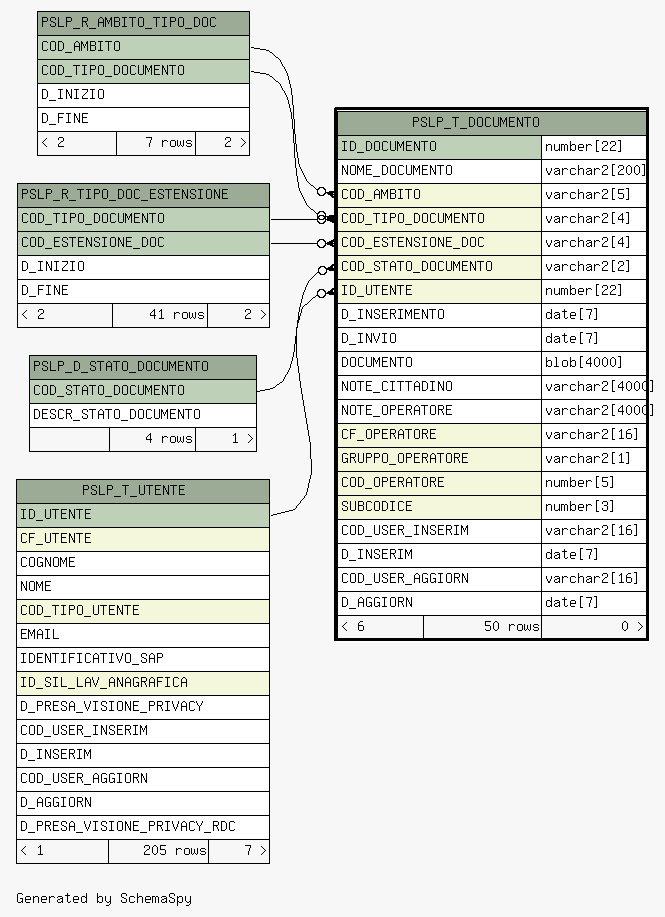 PSLP_R_AMBITO_TIPO_DOC
COD_AMBITO
COD_TIPO_DOCUMENTO
D_INIZIO
D_FINE
< 2 7 rows 2 >
PSLP_R_TIPO_DOC_ESTENSIONE
COD_TIPO_DOCUMENTO
COD_ESTENSIONE_DOC
D_INIZIO
D_FINE
< 2 41 rows 2 >
PSLP_D_STATO_DOCUMENTO
COD_STATO_DOCUMENTO
DESCR_STATO_DOCUMENTO
4 rows 1 >
PSLP_T_UTENTE
ID_UTENTE
CF_UTENTE
COGNOME
NOME
COD_TIPO_UTENTE
EMAIL
IDENTIFICATIVO_SAP
ID_SIL_LAV_ANAGRAFICA
D_PRESA_VISIONE_PRIVACY
COD_USER_INSERIM
D_INSERIM
COD_USER_AGGIORN
D_AGGIORN
D_PRESA_VISIONE_PRIVACY_RDC
< 1 205 rows 7 >
PSLP_T_DOCUMENTO
ID_DOCUMENTO number[22]
NOME_DOCUMENTO varchar2[200]
COD_AMBITO varchar2[5]
COD_TIPO_DOCUMENTO varchar2[4]
COD_ESTENSIONE_DOC varchar2[4]
COD_STATO_DOCUMENTO varchar2[2]
ID_UTENTE number[22]
D_INSERIMENTO date[7]
D_INVIO date[7]
DOCUMENTO blob[4000]
NOTE_CITTADINO varchar2[4000]
NOTE_OPERATORE varchar2[4000]
CF_OPERATORE varchar2[16]
GRUPPO_OPERATORE varchar2[1]
COD_OPERATORE number[5]
SUBCODICE number[3]
COD_USER_INSERIM varchar2[16]
D_INSERIM date[7]
COD_USER_AGGIORN varchar2[16]
D_AGGIORN date[7]
< 6 50 rows 0 >
Generated by SchemaSpy